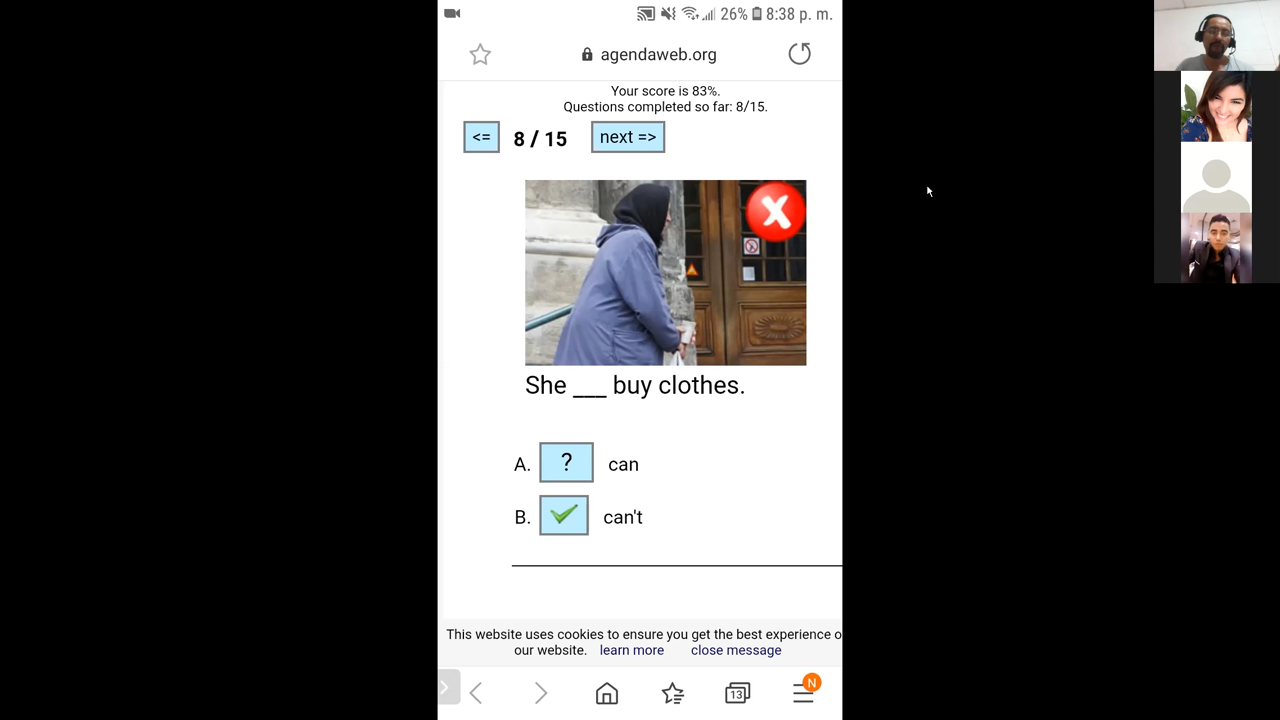 26% 8:38 p. m.
agendaweb.org
Your score is 83%.
Questions completed so far: 8/15.
<= 8 / 15 next =>
X
She ___ buy clothes.
A. ? can
B. can't
This website uses cookies to ensure you get the best experience o
our website. learn more close message
13
N